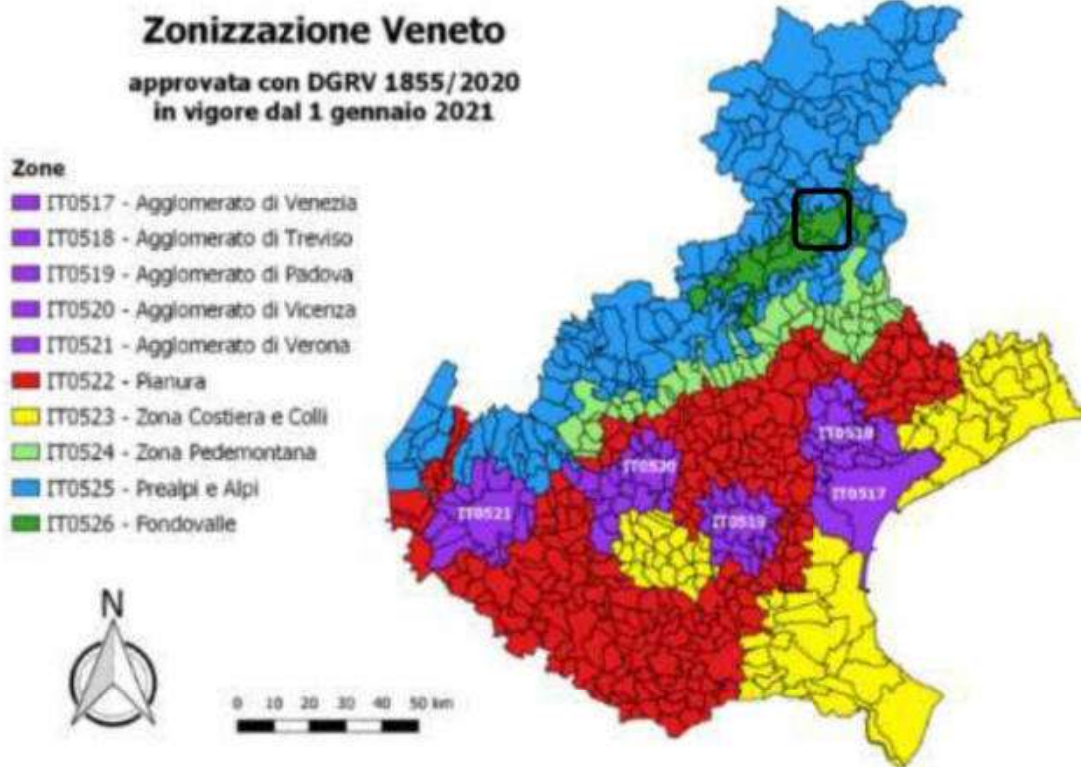 Zonizzazione Veneto
approvata con DGRV 1855/2020
in vigore dal 1 gennaio 2021
Zone
IT0517 - Agglomerato di Venezia
IT0518 - Agglomerato di Treviso
IT0519 - Agglomerato di Padova
IT0520 - Agglomerato di Vicenza
IT0521 - Agglomerato di Verona
IT0522 - Pianura
IT0523 - Zona Costiera e Colli
IT0524 - Zona Pedemontana
IT0525 - Prealpi e Alpi
IT0526 - Fondovalle
IT0518
IT0520
IT0517
IT0521
IT0519
N
0 10 20 30 40 50 km